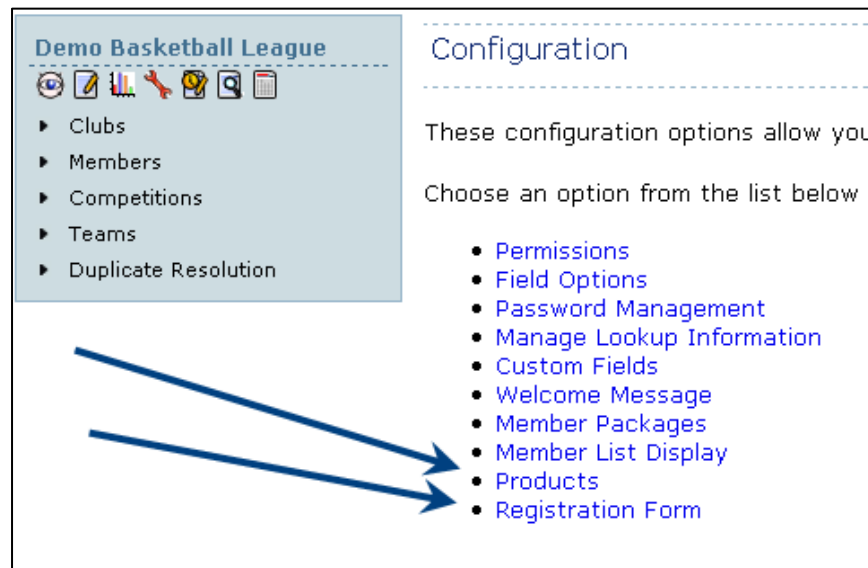 Demo Basketball League
Clubs
Members
Competitions
Teams
Duplicate Resolution
Configuration
These configuration options allow you
Choose an option from the list below
Permissions
Field Options
Password Management
Manage Lookup Information
Custom Fields
Welcome Message
Member Packages
Member List Display
Products
Registration Form